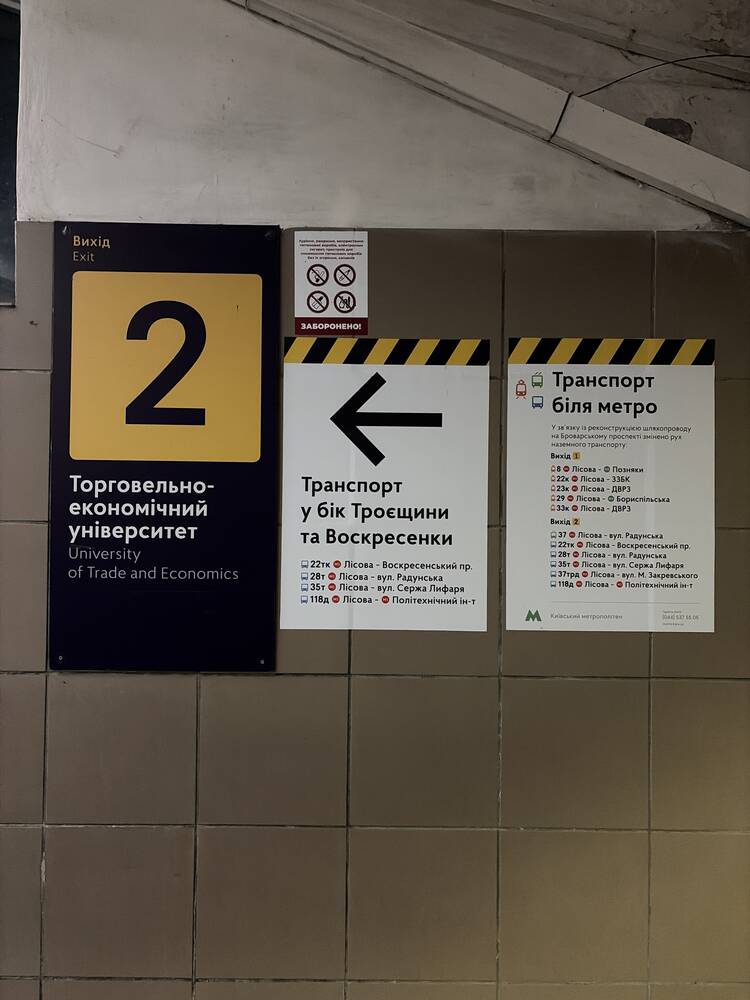 Вихід
Exit
2
Торговельно-
економічний
університет
University
of Trade and Economics
ЗАБОРОНЕНО!
Транспорт
у бік Троєщини
та Воскресенки
22тк Лісова - Воскресенський пр.
28т Лісова - вул. Радунська
35т Лісова - вул. Сержа Лифаря
118д Лісова - Політехнічний ін-т
Транспорт
біля метро
У зв'язку із реконструкцією шляхопроводу
на Броварському проспекті змінено рух
наземного транспорту:
Вихід 1
8 Лісова - Позняки
22к Лісова - ЗЗБК
23к Лісова - ДВРЗ
29 Лісова - Бориспільська
33к Лісова - ДВРЗ
Вихід 2
37 Лісова - вул. Радунська
22тк Лісова - Воскресенський пр.
28т Лісова - вул. Радунська
35т Лісова - вул. Сержа Лифаря
37трд Лісова - вул. М. Закревського
118д Лісова - Політехнічний ін-т
Київський метрополітен